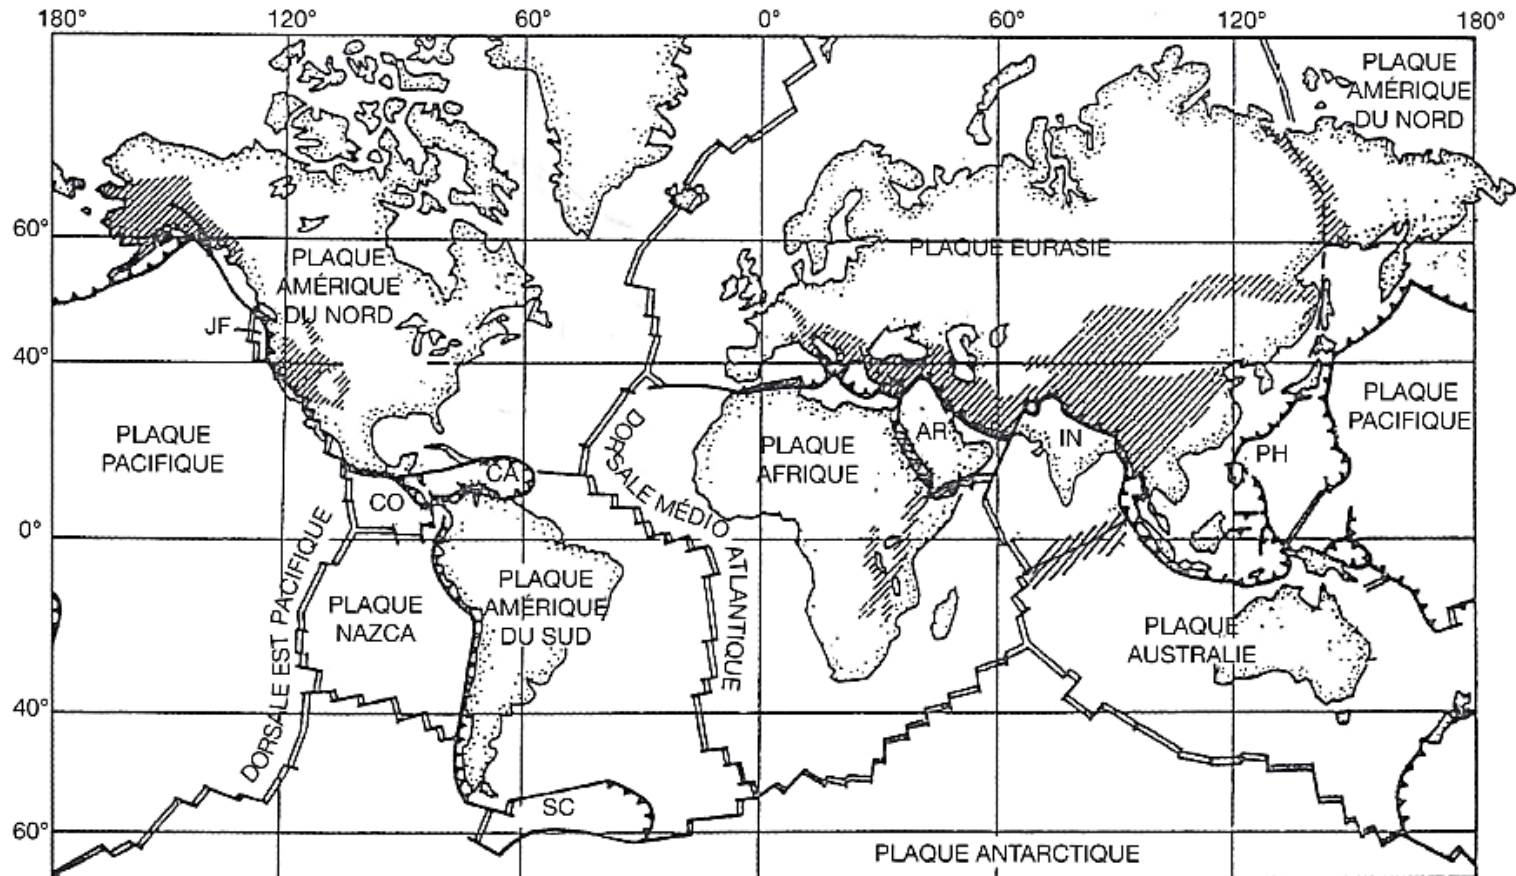 180° 120° 60° 0° 60° 120° 180°
PLAQUE
AMÉRIQUE
DU NORD
60°
PLAQUE EURASIE
PLAQUE
AMÉRIQUE
DU NORD
JF
40°
PLAQUE
PACIFIQUE
PLAQUE
PACIFIQUE
DORSALE MÉDIO ATLANTIQUE
PLAQUE
AFRIQUE
AR
IN
PH
CA
CO
0°
DORSALE EST PACIFIQUE
PLAQUE
NAZCA
PLAQUE
AMÉRIQUE
DU SUD
PLAQUE
AUSTRALIE
40°
SC
60°
PLAQUE ANTARCTIQUE